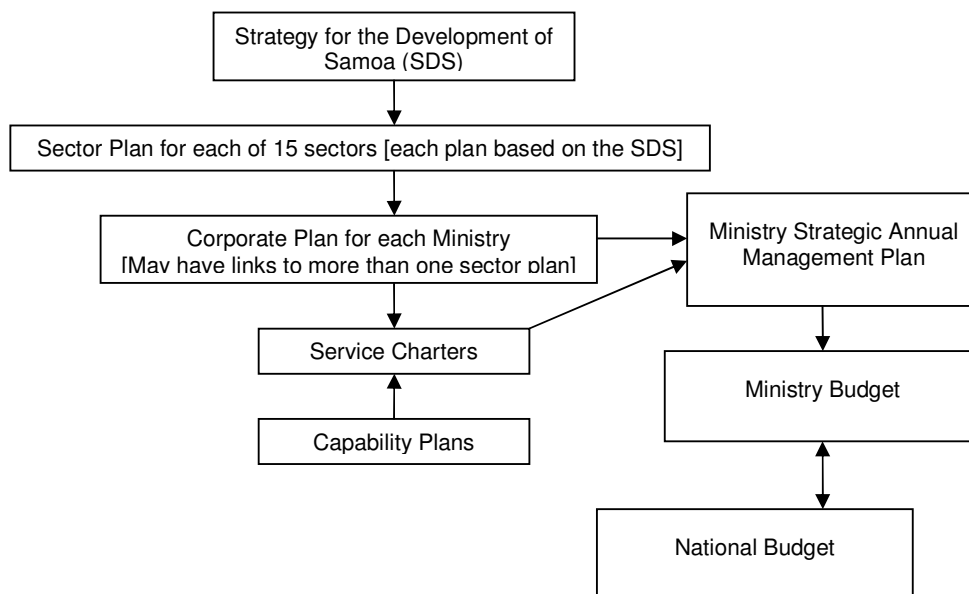 Strategy for the Development of
Samoa (SDS)
Sector Plan for each of 15 sectors [each plan based on the SDS]
Corporate Plan for each Ministry
[May have links to more than one sector plan]
Ministry Strategic Annual
Management Plan
Service Charters
Ministry Budget
Capability Plans
National Budget